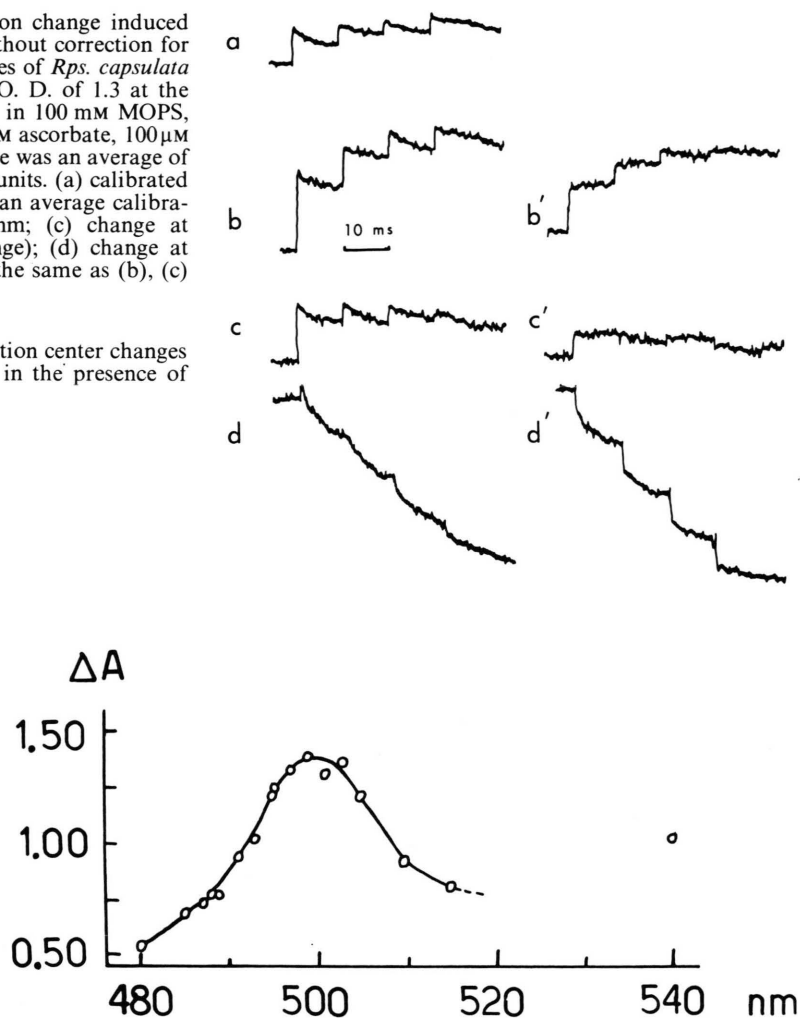 on change induced
thout correction for
es of Rps. capsulata
O. D. of 1.3 at the
in 100 mM MOPS,
M ascorbate, 100 μM
e was an average of
units. (a) calibrated
an average calibra-
nm; (c) change at
nge); (d) change at
the same as (b), (c)
tion center changes
in the presence of
a
b
10 ms
b'
c
c'
d
d'
ΔA
1.50
1.00
0.50
480 500 520 540 nm